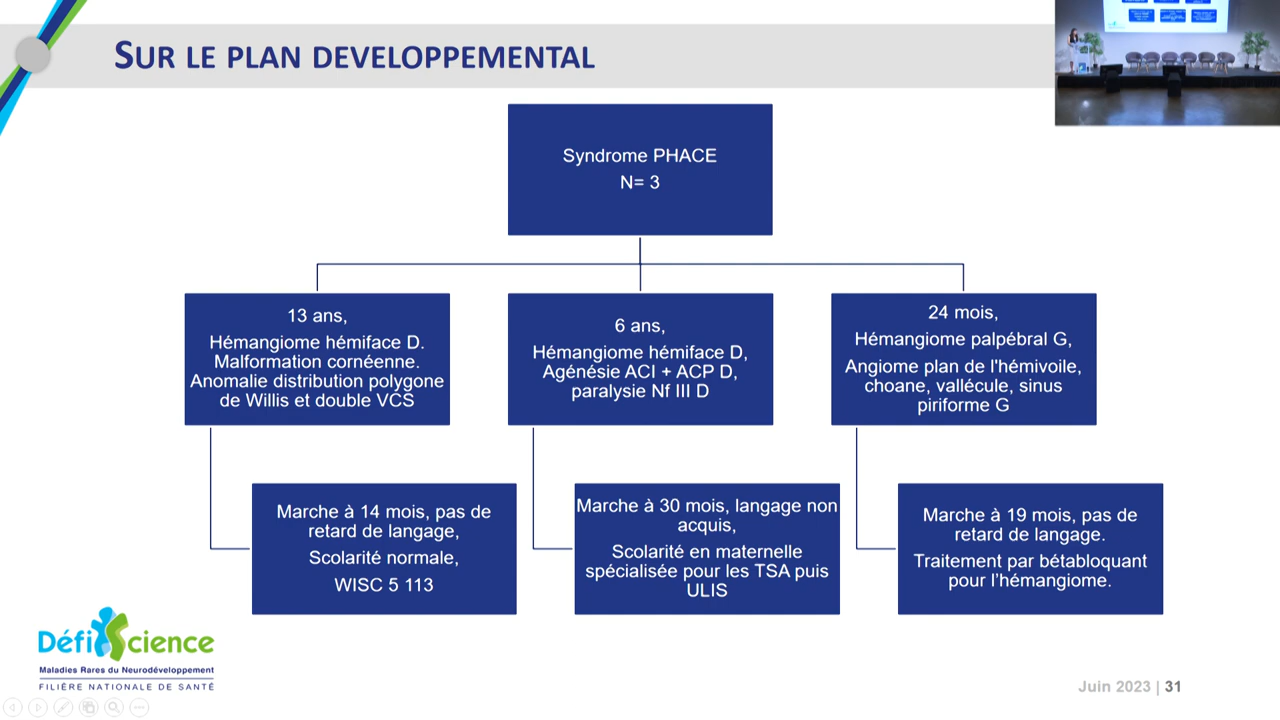 SUR LE PLAN DEVELOPPEMENTAL
Syndrome PHACE
N= 3
13 ans,
Hémangiome hémiface D.
Malformation cornéenne.
Anomalie distribution polygone
de Willis et double VCS
6 ans,
Hémangiome hémiface D,
Agénésie ACI + ACP D,
paralysie Nf III D
24 mois,
Hémangiome palpébral G,
Angiome plan de l'hémivoile,
choane, vallécule, sinus
piriforme G
Marche à 14 mois, pas de
retard de langage,
Scolarité normale,
WISC 5 113
Marche à 30 mois, langage non
acquis,
Scolarité en maternelle
spécialisée pour les TSA puis
ULIS
Marche à 19 mois, pas de
retard de langage.
Traitement par bétabloquant
pour l’hémangiome.
DéfiScience
Maladies Rares du Neurodéveloppement
FILIÈRE NATIONALE DE SANTÉ
Juin 2023 | 31